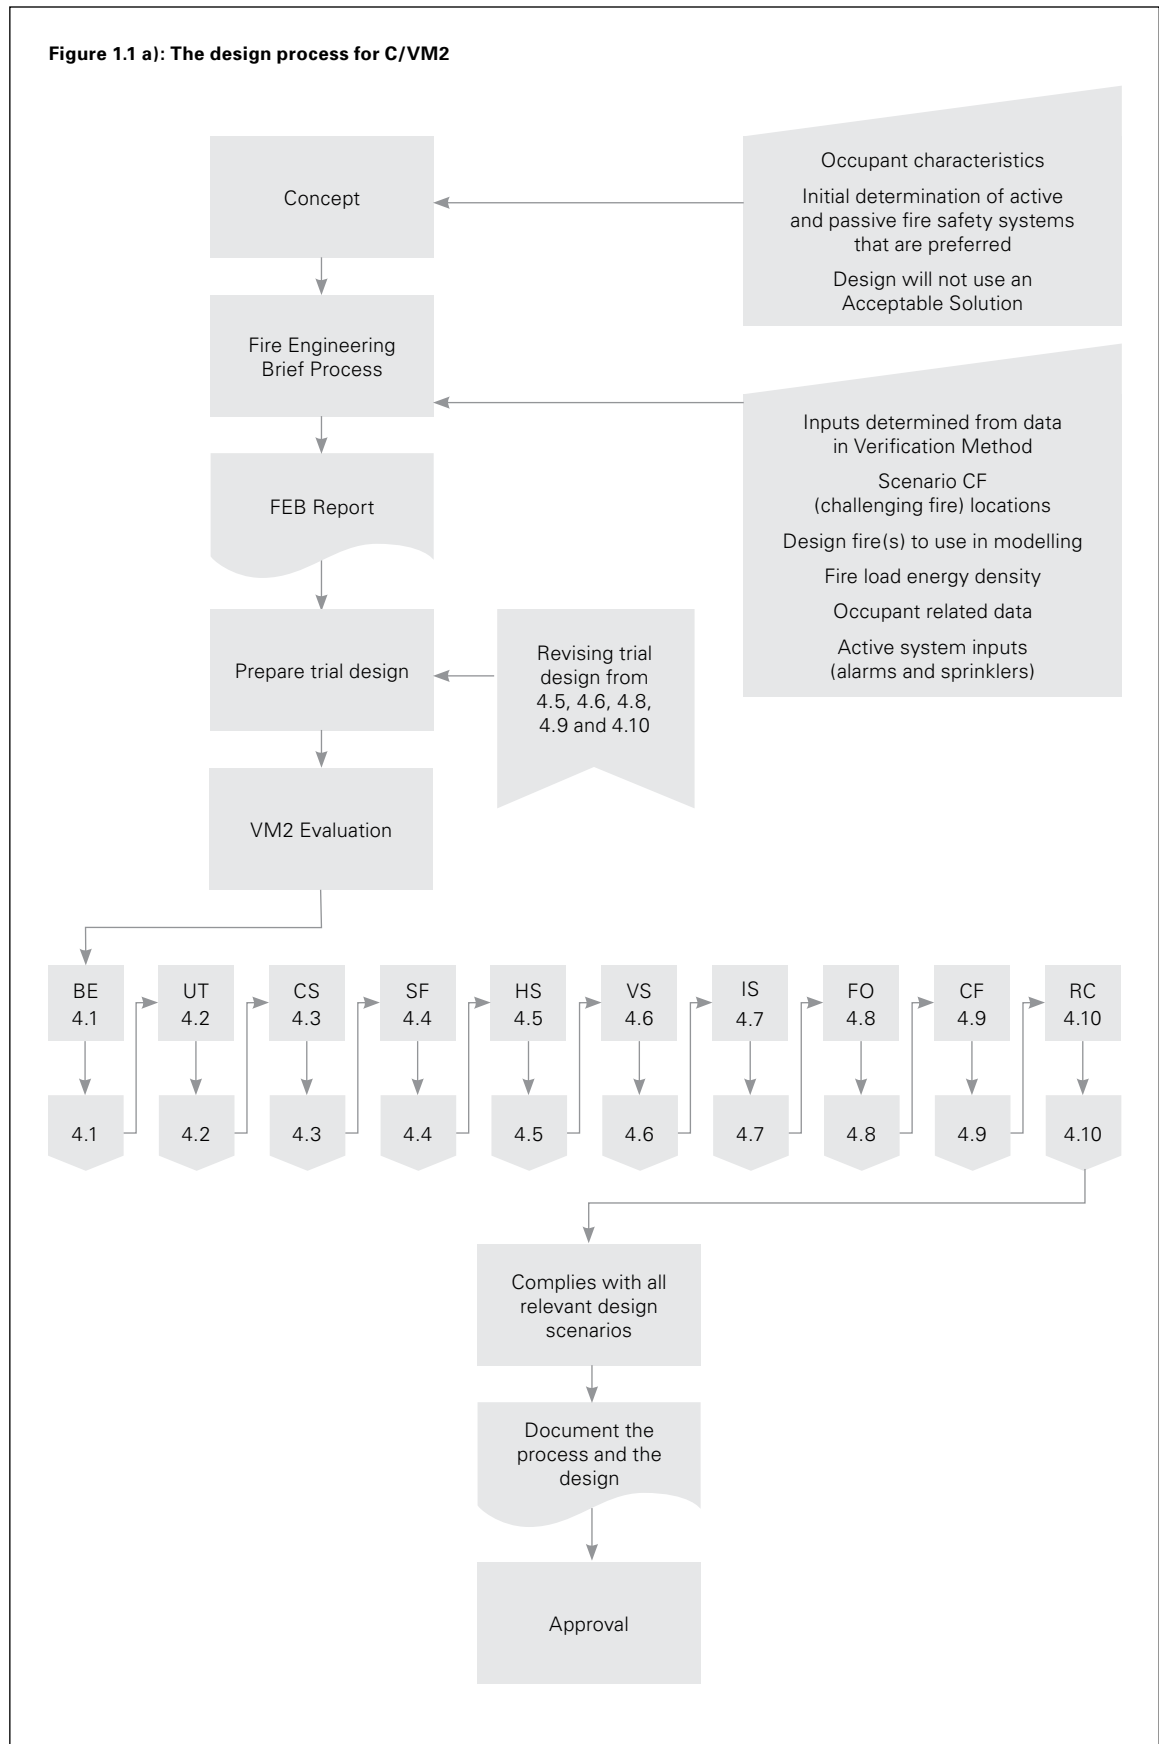 Figure 1.1 a): The design process for C/VM2
Concept
Occupant characteristics
Initial determination of active
and passive fire safety systems
that are preferred
Design will not use an
Acceptable Solution
Fire Engineering
Brief Process
Inputs determined from data
in Verification Method
Scenario CF
(challenging fire) locations
Design fire(s) to use in modelling
Fire load energy density
Occupant related data
Active system inputs
(alarms and sprinklers)
FEB Report
Prepare trial design
Revising trial
design from
4.5, 4.6, 4.8,
4.9 and 4.10
VM2 Evaluation
BE
4.1
UT
4.2
CS
4.3
SF
4.4
HS
4.5
VS
4.6
IS
4.7
FO
4.8
CF
4.9
RC
4.10
4.1
4.2
4.3
4.4
4.5
4.6
4.7
4.8
4.9
4.10
Complies with all
relevant design
scenarios
Document the
process and the
design
Approval